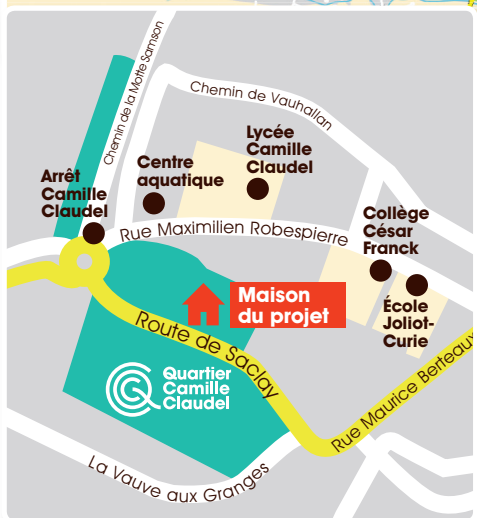 Chemin de la Motte Samson
Chemin de Vauhallan
Lycée
Camille
Claudel
Centre
aquatique
Arrêt
Camille
Claudel
Rue Maximilien Robespierre
Collège
César
Franck
Maison
du projet
École
Joliot-
Curie
Route de Saclay
Quartier
Camille
Claudel
Rue Maurice Berteaux
La Vauve aux Granges